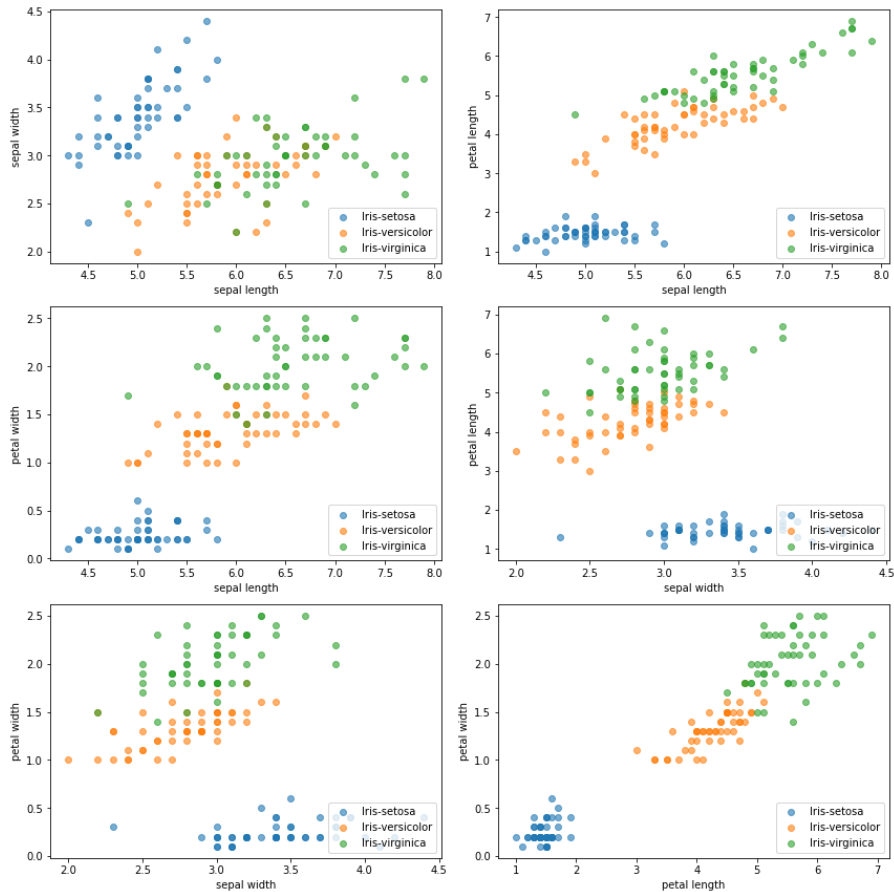 4.5
4.0
3.5
3.0
2.5
2.0
sepal width
4.5 5.0 5.5 6.0 6.5 7.0 7.5 8.0
sepal length
Iris-setosa
Iris-versicolor
Iris-virginica
7
6
5
4
3
2
1
petal length
4.5 5.0 5.5 6.0 6.5 7.0 7.5 8.0
sepal length
Iris-setosa
Iris-versicolor
Iris-virginica
2.5
2.0
1.5
1.0
0.5
0.0
petal width
4.5 5.0 5.5 6.0 6.5 7.0 7.5 8.0
sepal length
Iris-setosa
Iris-versicolor
Iris-virginica
7
6
5
4
3
2
1
petal length
2.0 2.5 3.0 3.5 4.0 4.5
sepal width
Iris-setosa
Iris-versicolor
Iris-virginica
2.5
2.0
1.5
1.0
0.5
0.0
petal width
2.0 2.5 3.0 3.5 4.0 4.5
sepal width
Iris-setosa
Iris-versicolor
Iris-virginica
2.5
2.0
1.5
1.0
0.5
0.0
petal width
1 2 3 4 5 6 7
petal length
Iris-setosa
Iris-versicolor
Iris-virginica